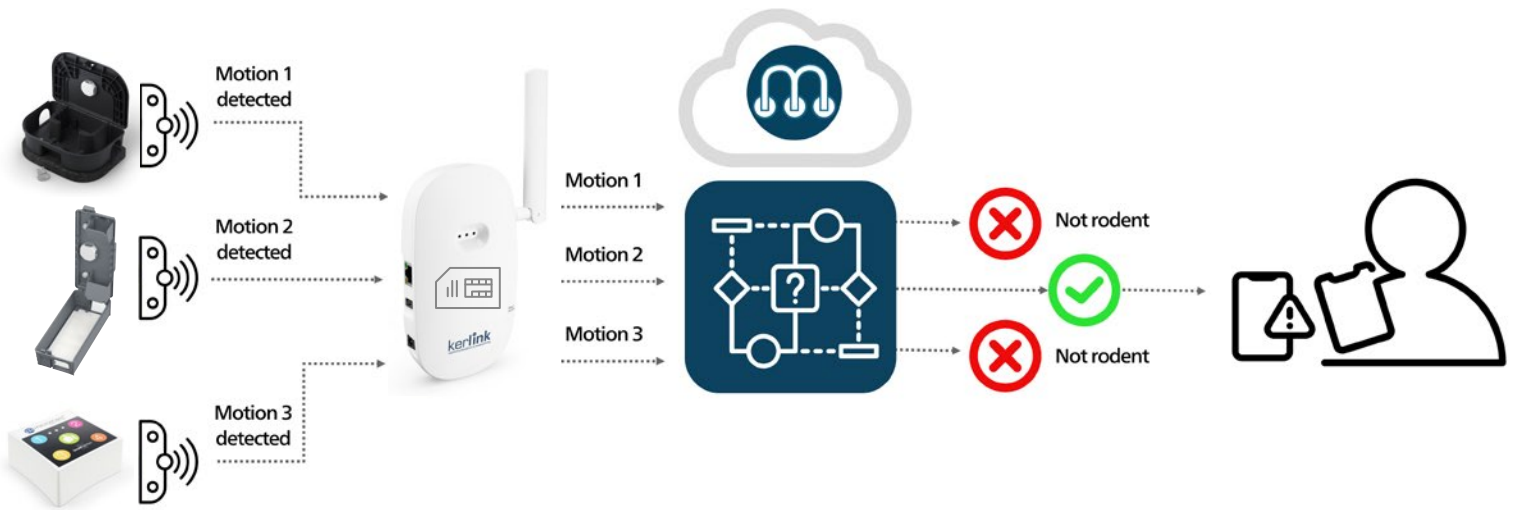 Motion 1
detected
Motion 2
detected
Motion 3
detected
kerlink
Motion 1
Motion 2
Motion 3
m
?
Not rodent
Not rodent